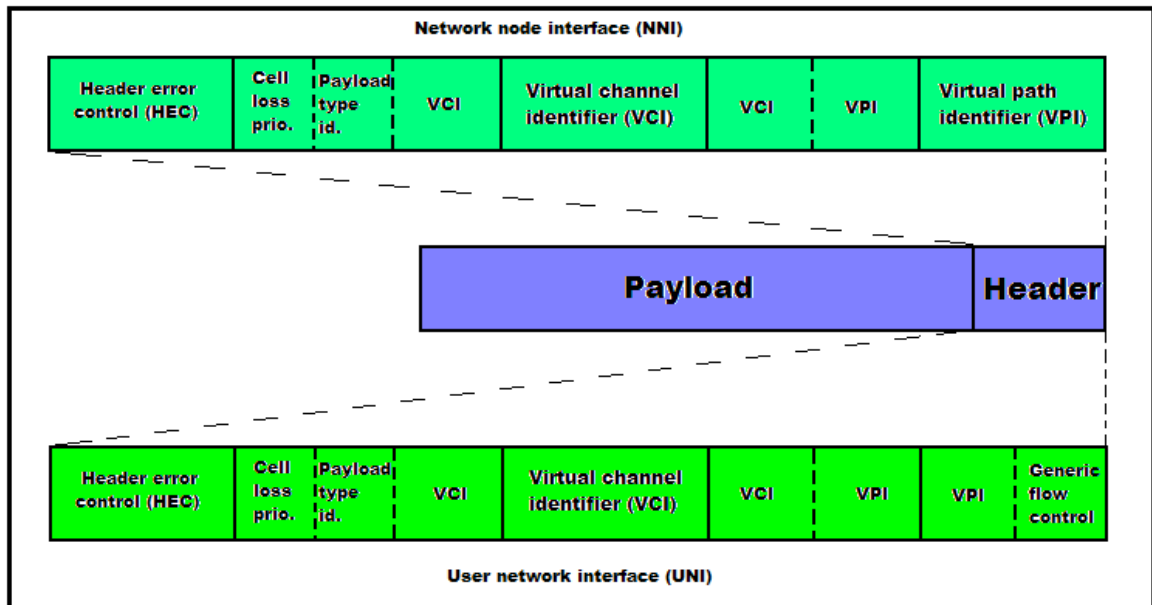 Network node interface (NNI)
Header error
control (HEC)
Cell
loss
prio.
Payload
type
id.
VCI
Virtual channel
identifier (VCI)
VCI
VPI
Virtual path
identifier (VPI)
Payload
Header
Header error
control (HEC)
Cell
loss
prio.
Payload
type
id.
VCI
Virtual channel
identifier (VCI)
VCI
VPI
VPI
Generic
flow
control
User network interface (UNI)